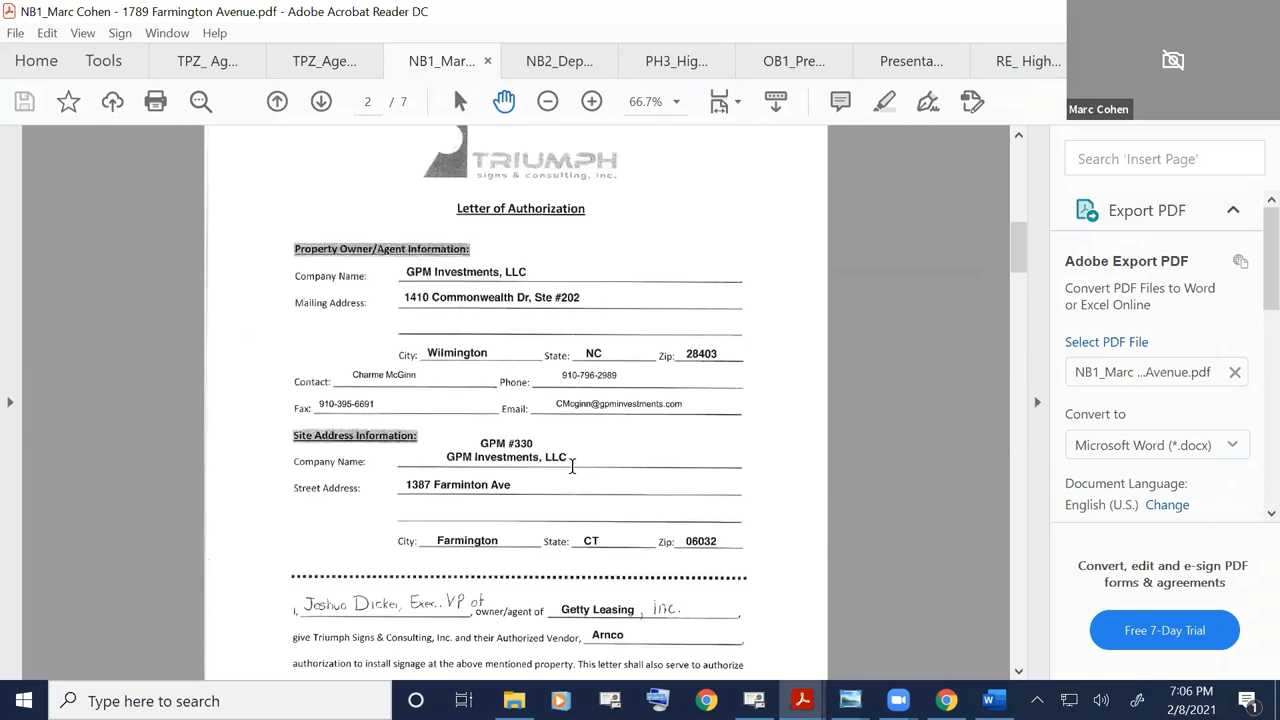 NB1_Marc Cohen - 1789 Farmington Avenue.pdf - Adobe Acrobat Reader DC
File Edit View Sign Window Help
Home Tools TPZ_ Ag... TPZ_Age... NB1_Mar... × NB2_Dep... PH3_Hig... OB1_Pre... Presenta... RE_ High...
2 / 7 66.7%
Marc Cohen
TRIUMPH
signs & consulting, inc.
Letter of Authorization
Property Owner/Agent Information:
Company Name: GPM Investments, LLC
Mailing Address: 1410 Commonwealth Dr, Ste #202
City: Wilmington State: NC Zip: 28403
Contact: Charme McGinn Phone: 910-796-2989
Fax: 910-395-6691 Email: CMoginn@gpminvestments.com
Site Address Information:
GPM #330
Company Name: GPM Investments, LLC
Street Address: 1387 Farminton Ave
City: Farmington State: CT Zip: 06032
I, Joshua Dicker, Exec. VP of, owner/agent of Getty Leasing, inc.,
give Triumph Signs & Consulting, Inc. and their Authorized Vendor, Arnco,
authorization to install signage at the above mentioned property. This letter shall also serve to authorize
Search 'Insert Page'
Export PDF
Adobe Export PDF
Convert PDF Files to Word
or Excel Online
Select PDF File
NB1_Marc ...Avenue.pdf
Convert to
Microsoft Word (*.docx)
Document Language:
English (U.S.) Change
Convert, edit and e-sign PDF
forms & agreements
Free 7-Day Trial
Type here to search
7:06 PM
2/8/2021
1